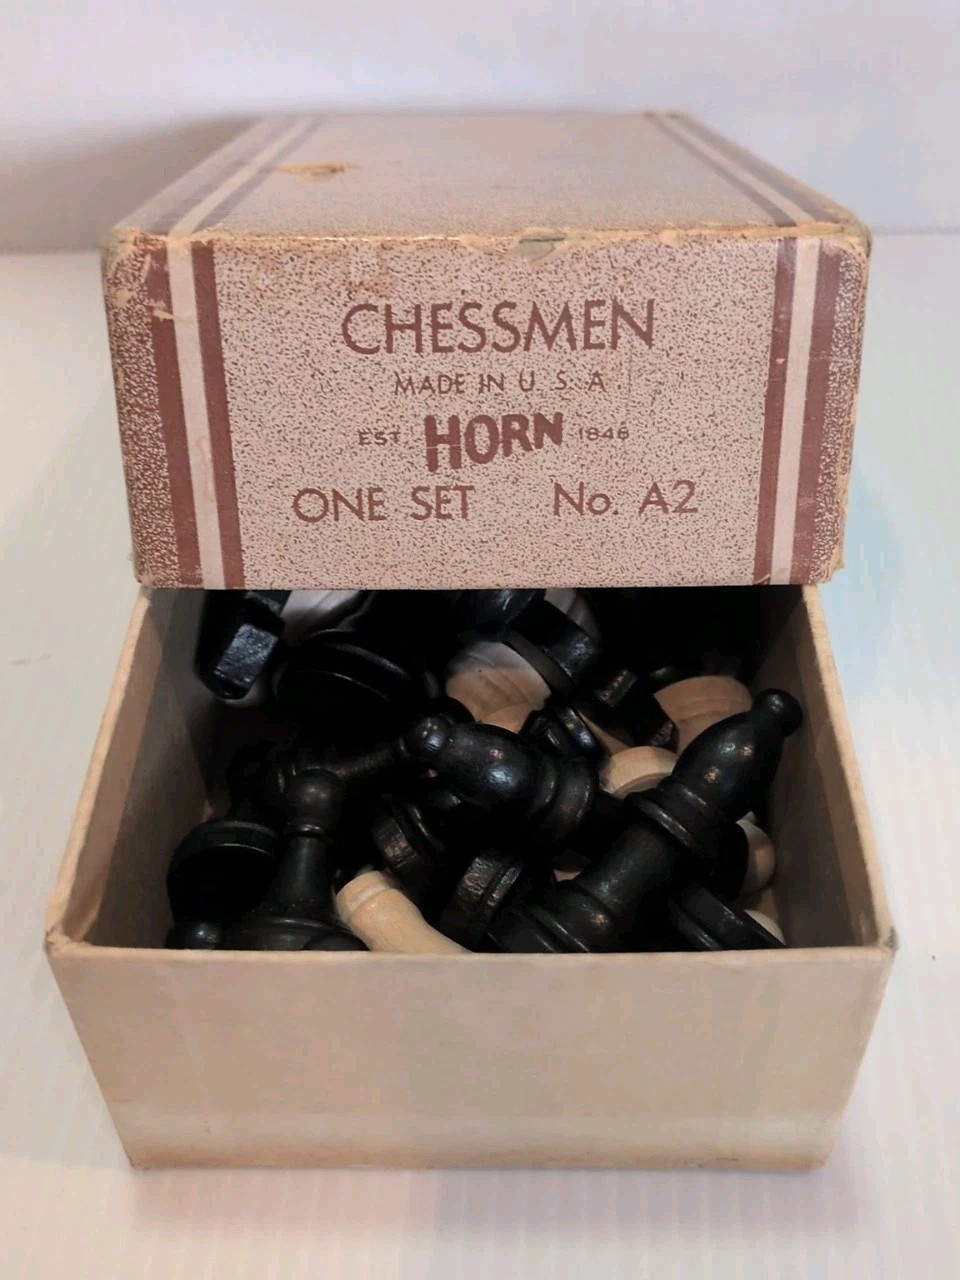 CHESSMEN
MADE IN U. S. A
EST. HORN 1846
ONE SET No. A2